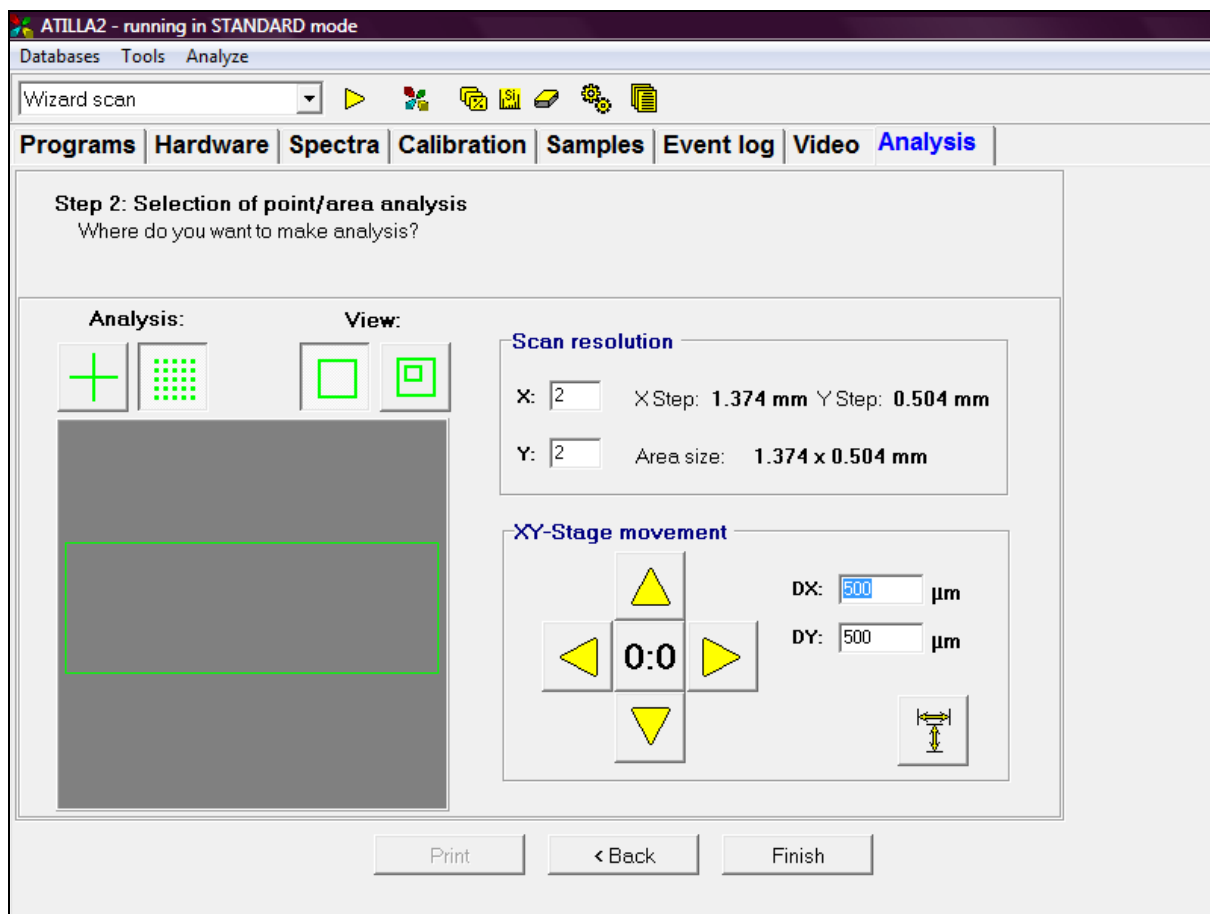 ATILLA2 - running in STANDARD mode
Databases Tools Analyze
Wizard scan
Programs Hardware Spectra Calibration Samples Event log Video Analysis
Step 2: Selection of point/area analysis
Where do you want to make analysis?
Analysis: View:
Scan resolution
X: 2 X Step: 1.374 mm Y Step: 0.504 mm
Y: 2 Area size: 1.374 x 0.504 mm
XY-Stage movement
DX: 500 µm
DY: 500 µm
0:0
Print < Back Finish